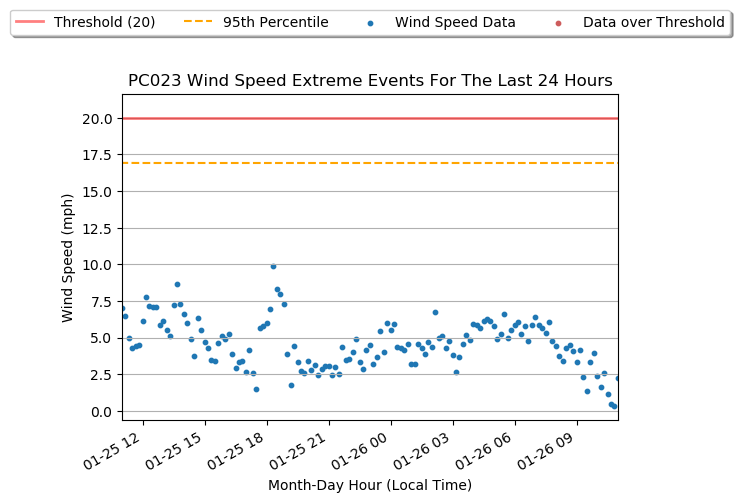 Threshold (20) 95th Percentile Wind Speed Data Data over Threshold
PC023 Wind Speed Extreme Events For The Last 24 Hours
20.0
17.5
15.0
12.5
10.0
7.5
5.0
2.5
0.0
Wind Speed (mph)
01-25 12 01-25 15 01-25 18 01-25 21 01-26 00 01-26 03 01-26 06 01-26 09
Month-Day Hour (Local Time)